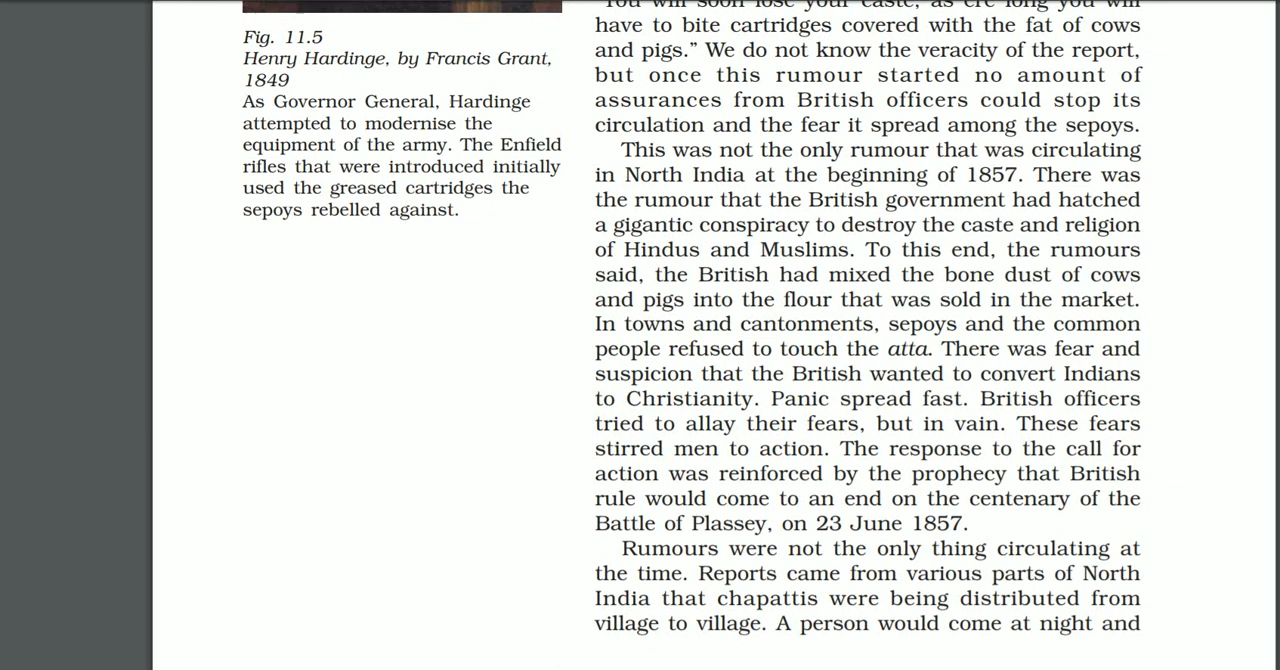 Fig. 11.5
Henry Hardinge, by Francis Grant,
1849
As Governor General, Hardinge
attempted to modernise the
equipment of the army. The Enfield
rifles that were introduced initially
used the greased cartridges the
sepoys rebelled against.
"You will soon lose your caste, as ere long you will
have to bite cartridges covered with the fat of cows
and pigs.” We do not know the veracity of the report,
but once this rumour started no amount of
assurances from British officers could stop its
circulation and the fear it spread among the sepoys.
This was not the only rumour that was circulating
in North India at the beginning of 1857. There was
the rumour that the British government had hatched
a gigantic conspiracy to destroy the caste and religion
of Hindus and Muslims. To this end, the rumours
said, the British had mixed the bone dust of cows
and pigs into the flour that was sold in the market.
In towns and cantonments, sepoys and the common
people refused to touch the atta. There was fear and
suspicion that the British wanted to convert Indians
to Christianity. Panic spread fast. British officers
tried to allay their fears, but in vain. These fears
stirred men to action. The response to the call for
action was reinforced by the prophecy that British
rule would come to an end on the centenary of the
Battle of Plassey, on 23 June 1857.
Rumours were not the only thing circulating at
the time. Reports came from various parts of North
India that chapattis were being distributed from
village to village. A person would come at night and